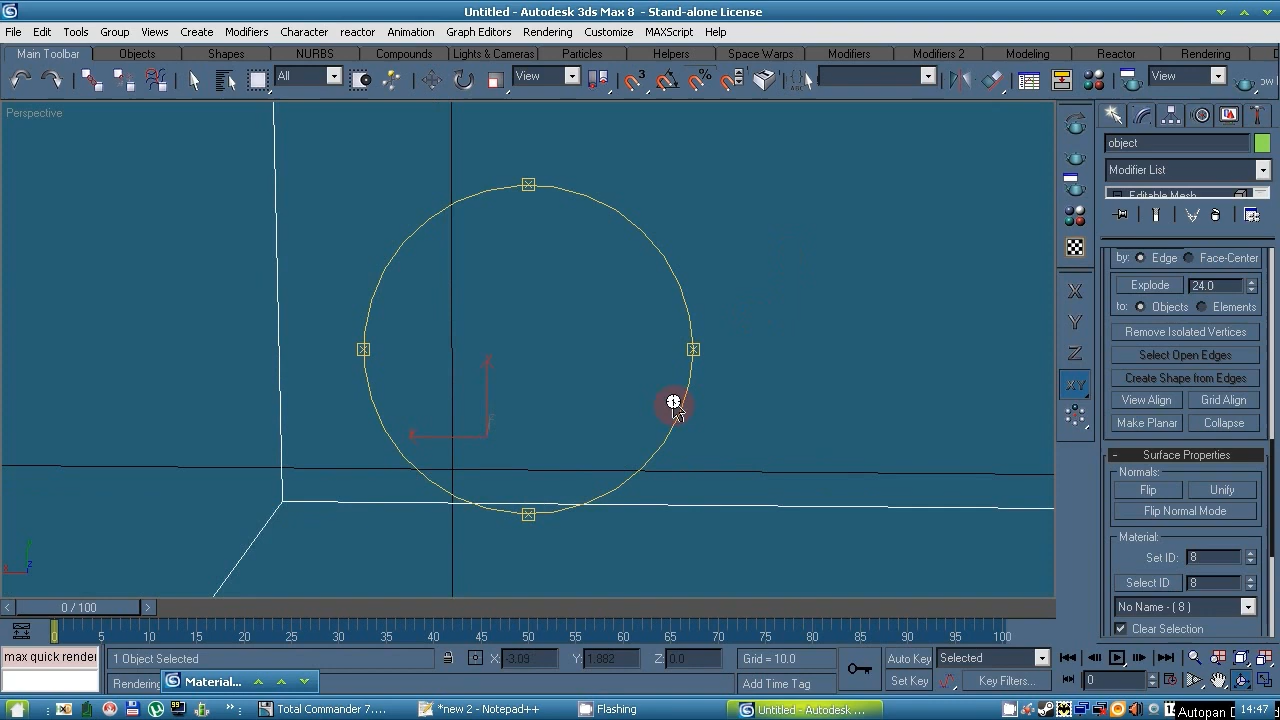 Untitled - Autodesk 3ds Max 8 - Stand-alone License
File Edit Tools Group Views Create Modifiers Character reactor Animation Graph Editors Rendering Customize MAXScript Help
Main Toolbar Objects Shapes NURBS Compounds Lights & Cameras Particles Helpers Space Warps Modifiers Modifiers 2 Modeling Reactor Rendering
All View View
Perspective
object
Modifier List
Editable Mesh
by: Edge Face-Center
Explode 24.0
to: Objects Elements
Remove Isolated Vertices
Select Open Edges
Create Shape from Edges
View Align Grid Align
Make Planar Collapse
- Surface Properties
Normals:
Flip Unify
Flip Normal Mode
Material:
Set ID: 8
Select ID 8
No Name - ( 8 )
Clear Selection
X
Y
Z
XY
x
z
0 / 100
0 5 10 15 20 25 30 35 40 45 50 55 60 65 70 75 80 85 90 95 100
max quick render
1 Object Selected X: -3.09 Y: 1.882 Z: 0.0 Grid = 10.0 Auto Key Selected
Rendering Add Time Tag Set Key Key Filters... 0
Material...
Total Commander 7.... *new 2 - Notepad++ Flashing Untitled - Autodesk ... 14:47
Autopan